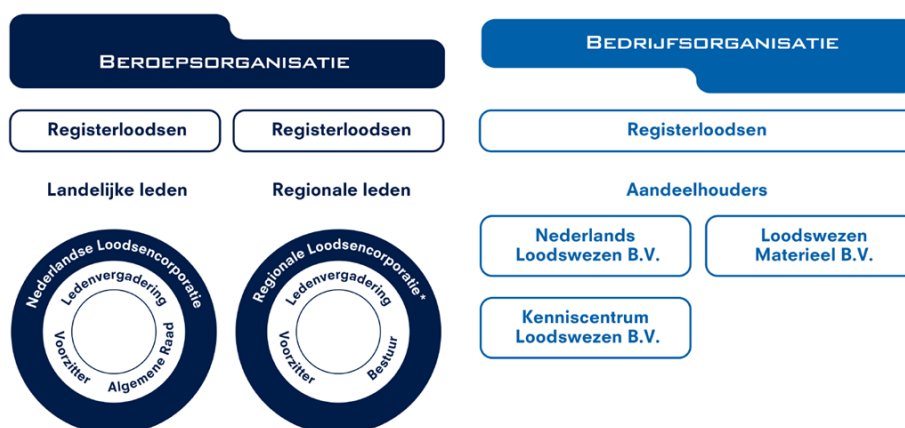 BEROEPSORGANISATIE
BEDRIJFSORGANISATIE
Registerloodsen
Registerloodsen
Registerloodsen
Landelijke leden
Regionale leden
Aandeelhouders
Nederlandse Loodsencorporatie
Ledenvergadering
Voorzitter
Algemene Raad
Regionale Loodsencorporatie*
Ledenvergadering
Voorzitter
Bestuur
Nederlands
Loodswezen B.V.
Loodswezen
Materieel B.V.
Kenniscentrum
Loodswezen B.V.